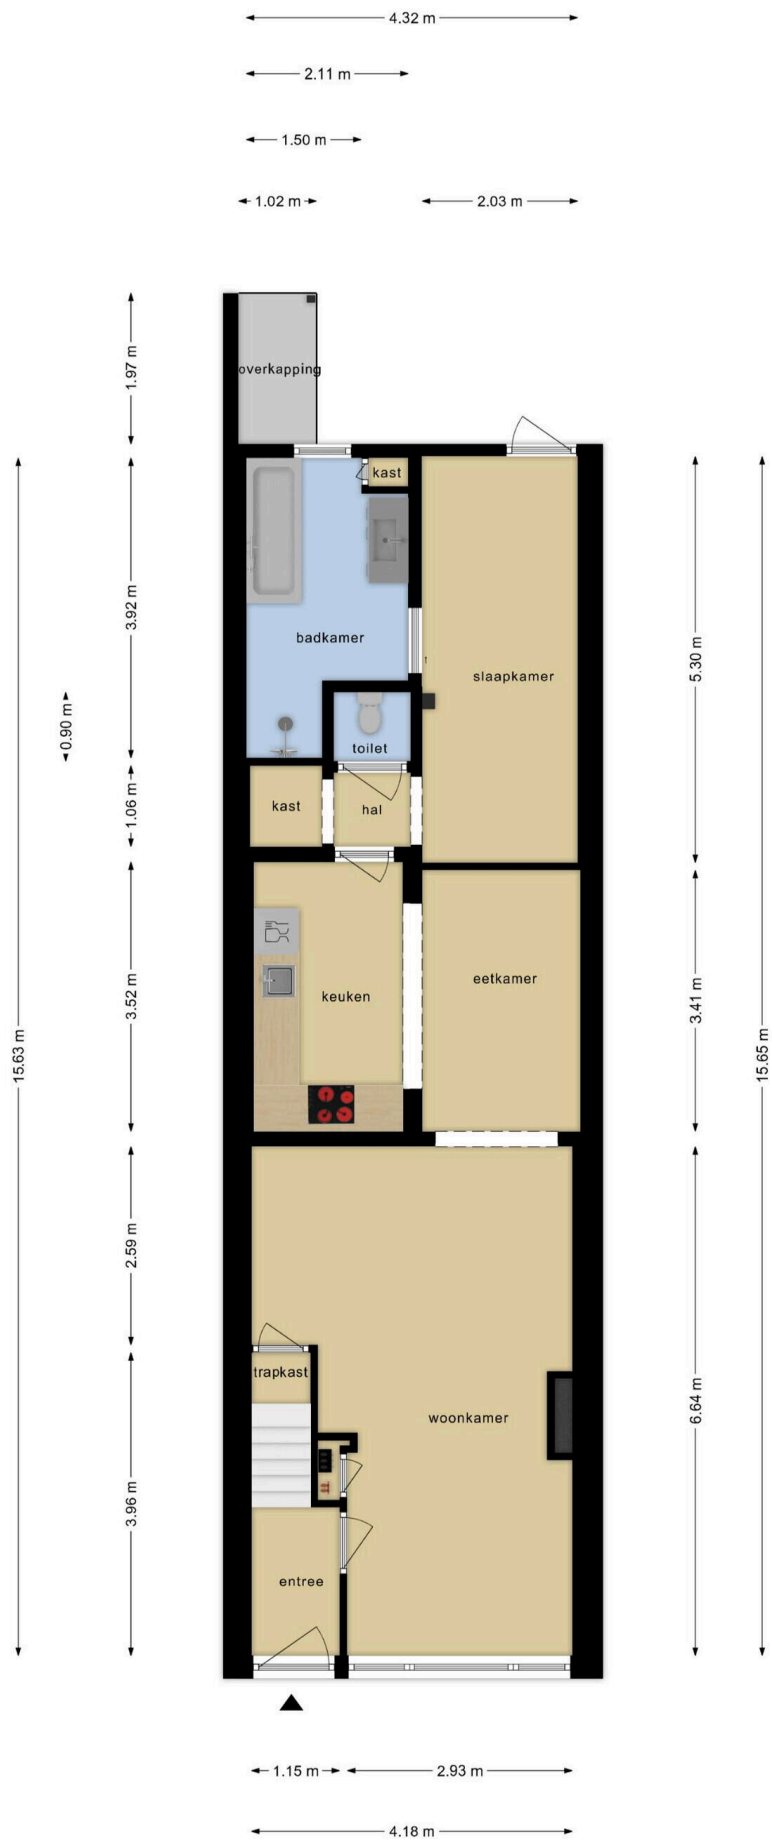 4.32 m
2.11 m
1.50 m
1.02 m
2.03 m
1.97 m
overkapping
kast
3.92 m
badkamer
5.30 m
slaapkamer
0.90 m
toilet
1.06 m
kast
hal
3.52 m
keuken
eetkamer
3.41 m
15.63 m
15.65 m
2.59 m
trapkast
woonkamer
6.64 m
3.96 m
entree
1.15 m
2.93 m
4.18 m